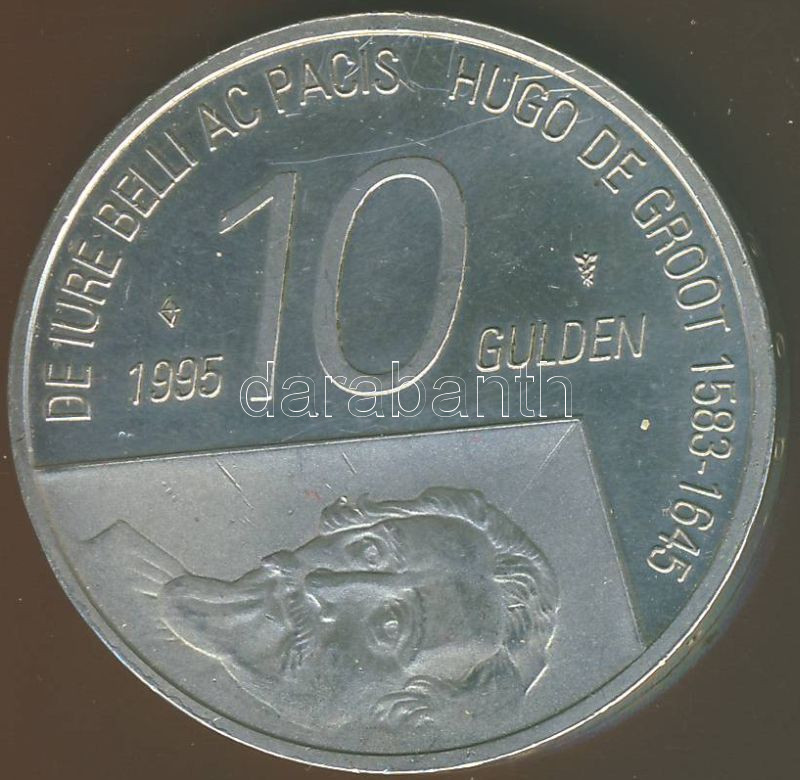 DE IURE BELLI AC PACIS HUGO DE GROOT 1583-1645
10
1995 GULDEN
darabanth